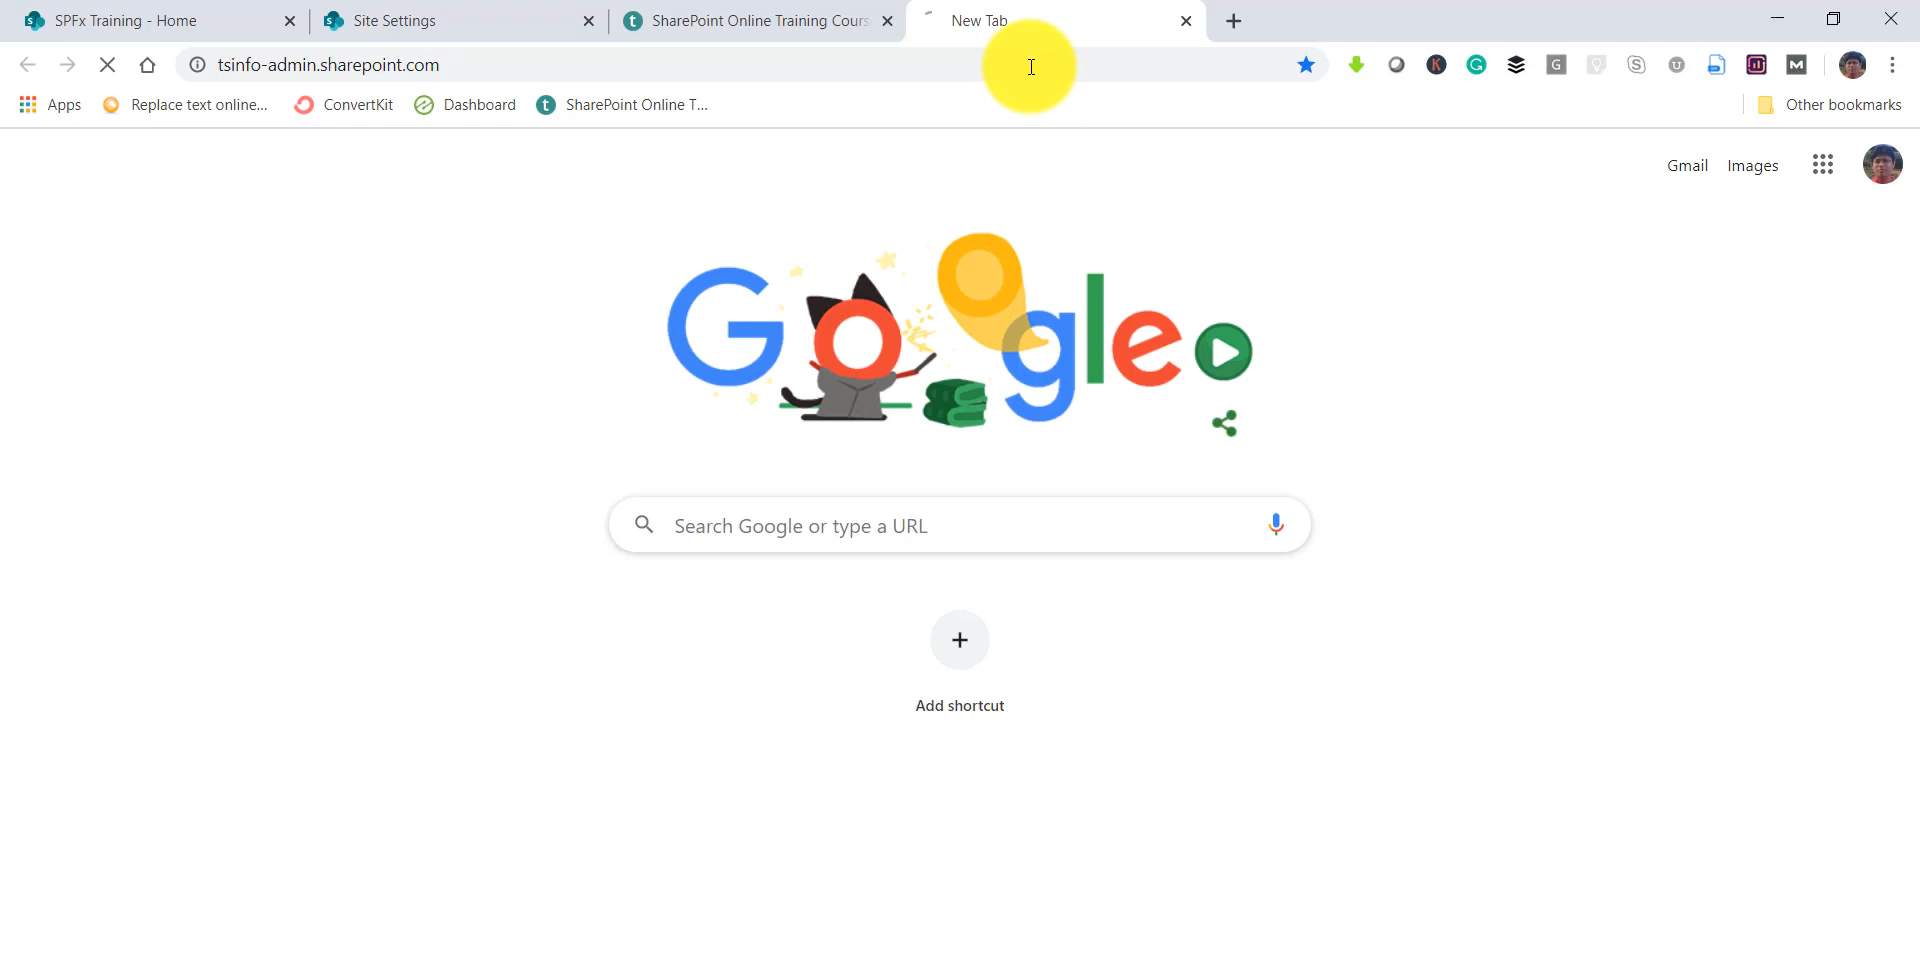 SPFx Training - Home
Site Settings
SharePoint Online Training Cours
New Tab
tsinfo-admin.sharepoint.com
Apps
Replace text online...
ConvertKit
Dashboard
SharePoint Online T...
Other bookmarks
Gmail
Images
Google
Search Google or type a URL
Add shortcut